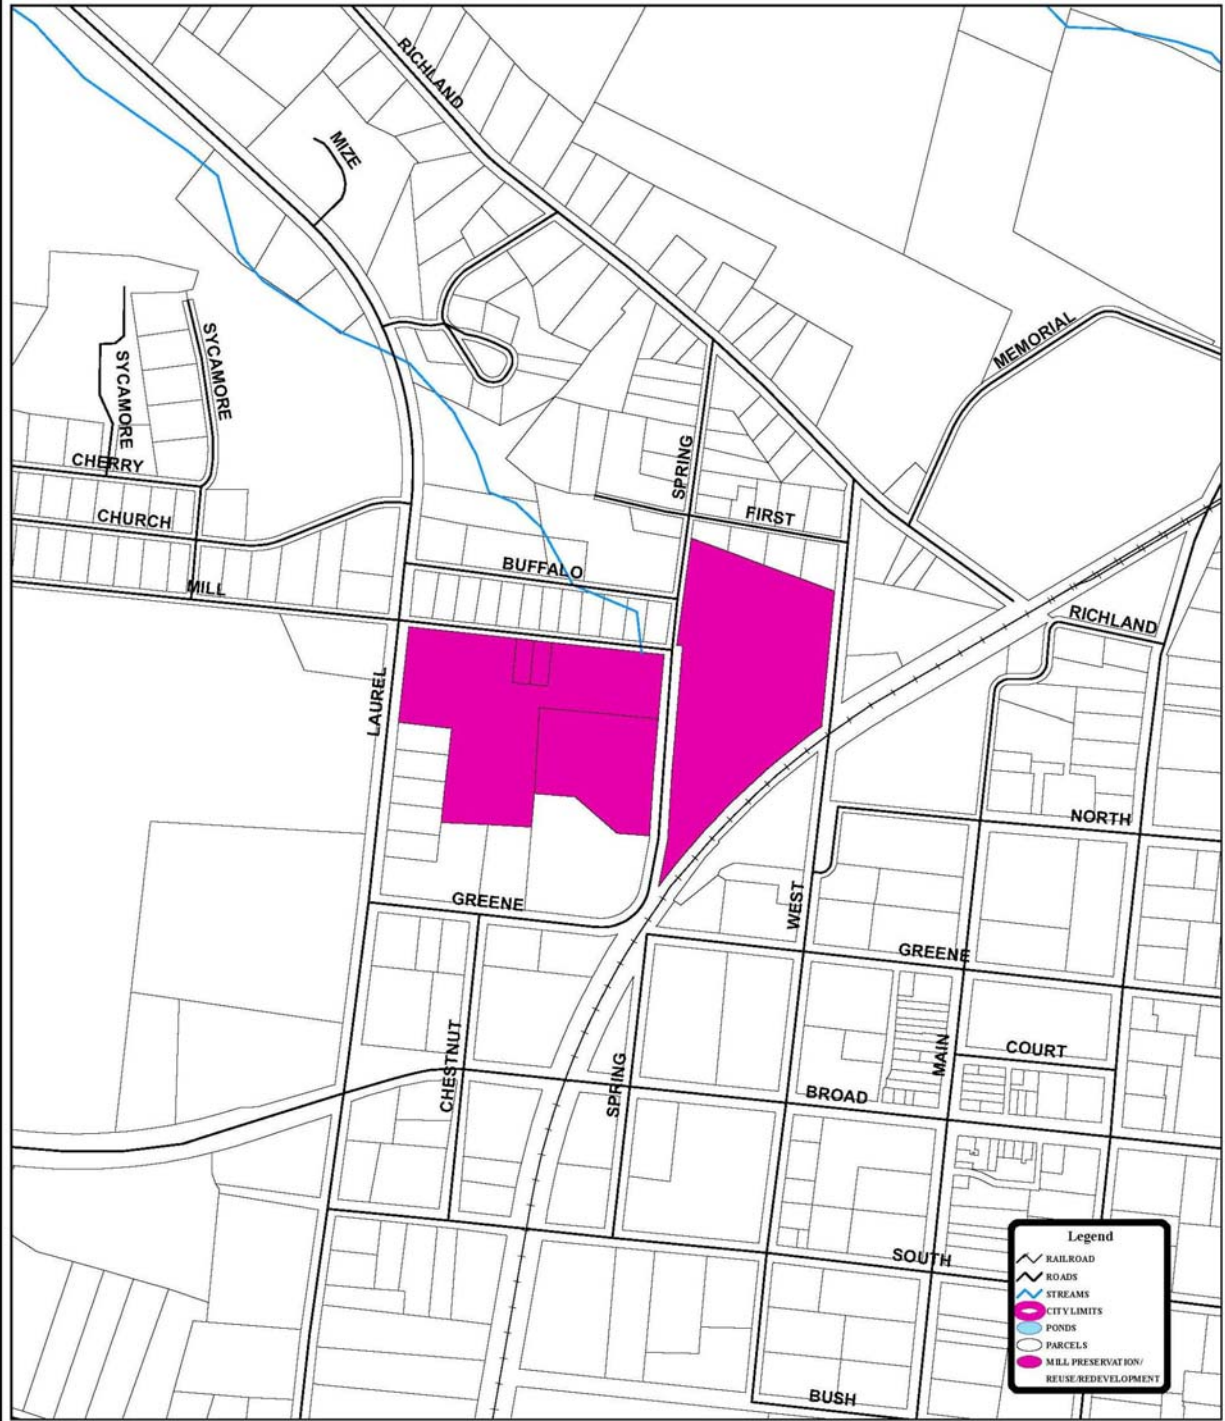 RICHLAND
MIZE
MEMORIAL
SYCAMORE
SYCAMORE
SPRING
CHERRY
CHURCH
FIRST
BUFFALO
MILL
RICHLAND
LAUREL
NORTH
WEST
GREENE
GREENE
CHESTNUT
MAIN
COURT
SPRING
BROAD
SOUTH
BUSH
Legend
RAILROAD
ROADS
STREAMS
CITY LIMITS
PONDS
PARCELS
MILL PRESERVATION/
REUSE/REDEVELOPMENT